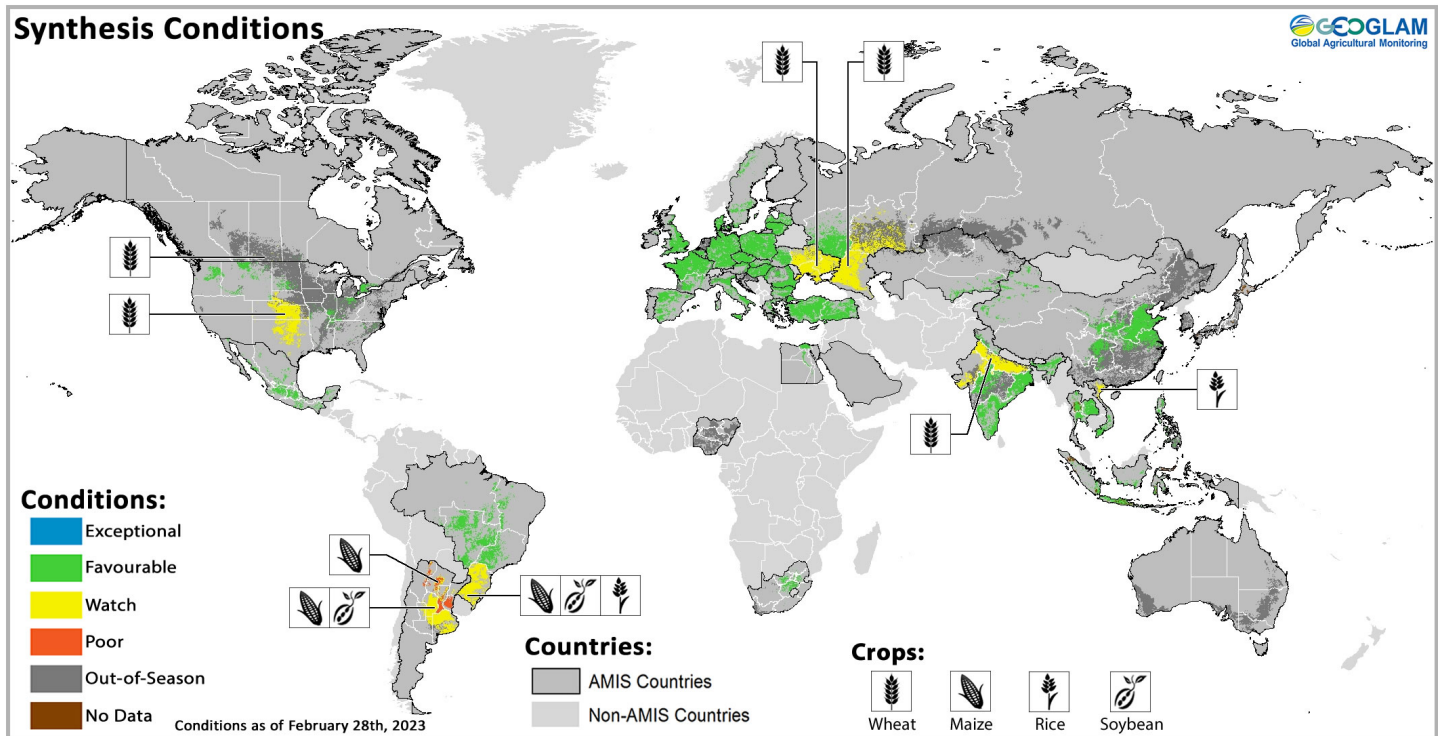 Synthesis Conditions
GEOGLAM
Global Agricultural Monitoring
Conditions:
Exceptional
Favourable
Watch
Poor
Out-of-Season
No Data
Conditions as of February 28th, 2023
Countries:
AMIS Countries
Non-AMIS Countries
Crops:
Wheat
Maize
Rice
Soybean